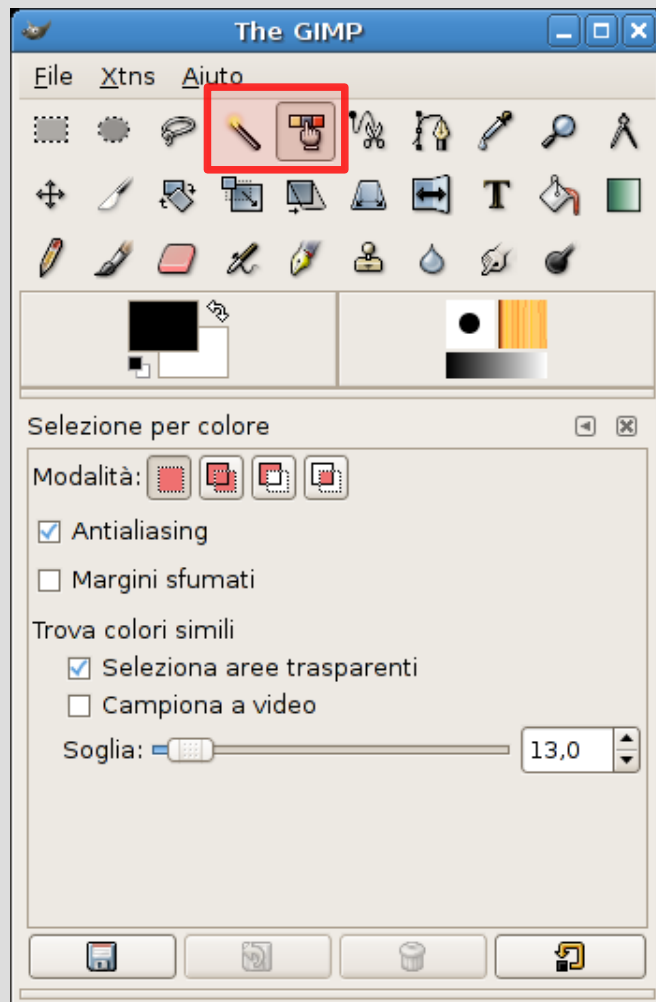 The GIMP
File Xtns Aiuto
Selezione per colore
Modalità:
Antialiasing
Margini sfumati
Trova colori simili
Seleziona aree trasparenti
Campiona a video
Soglia: 13,0